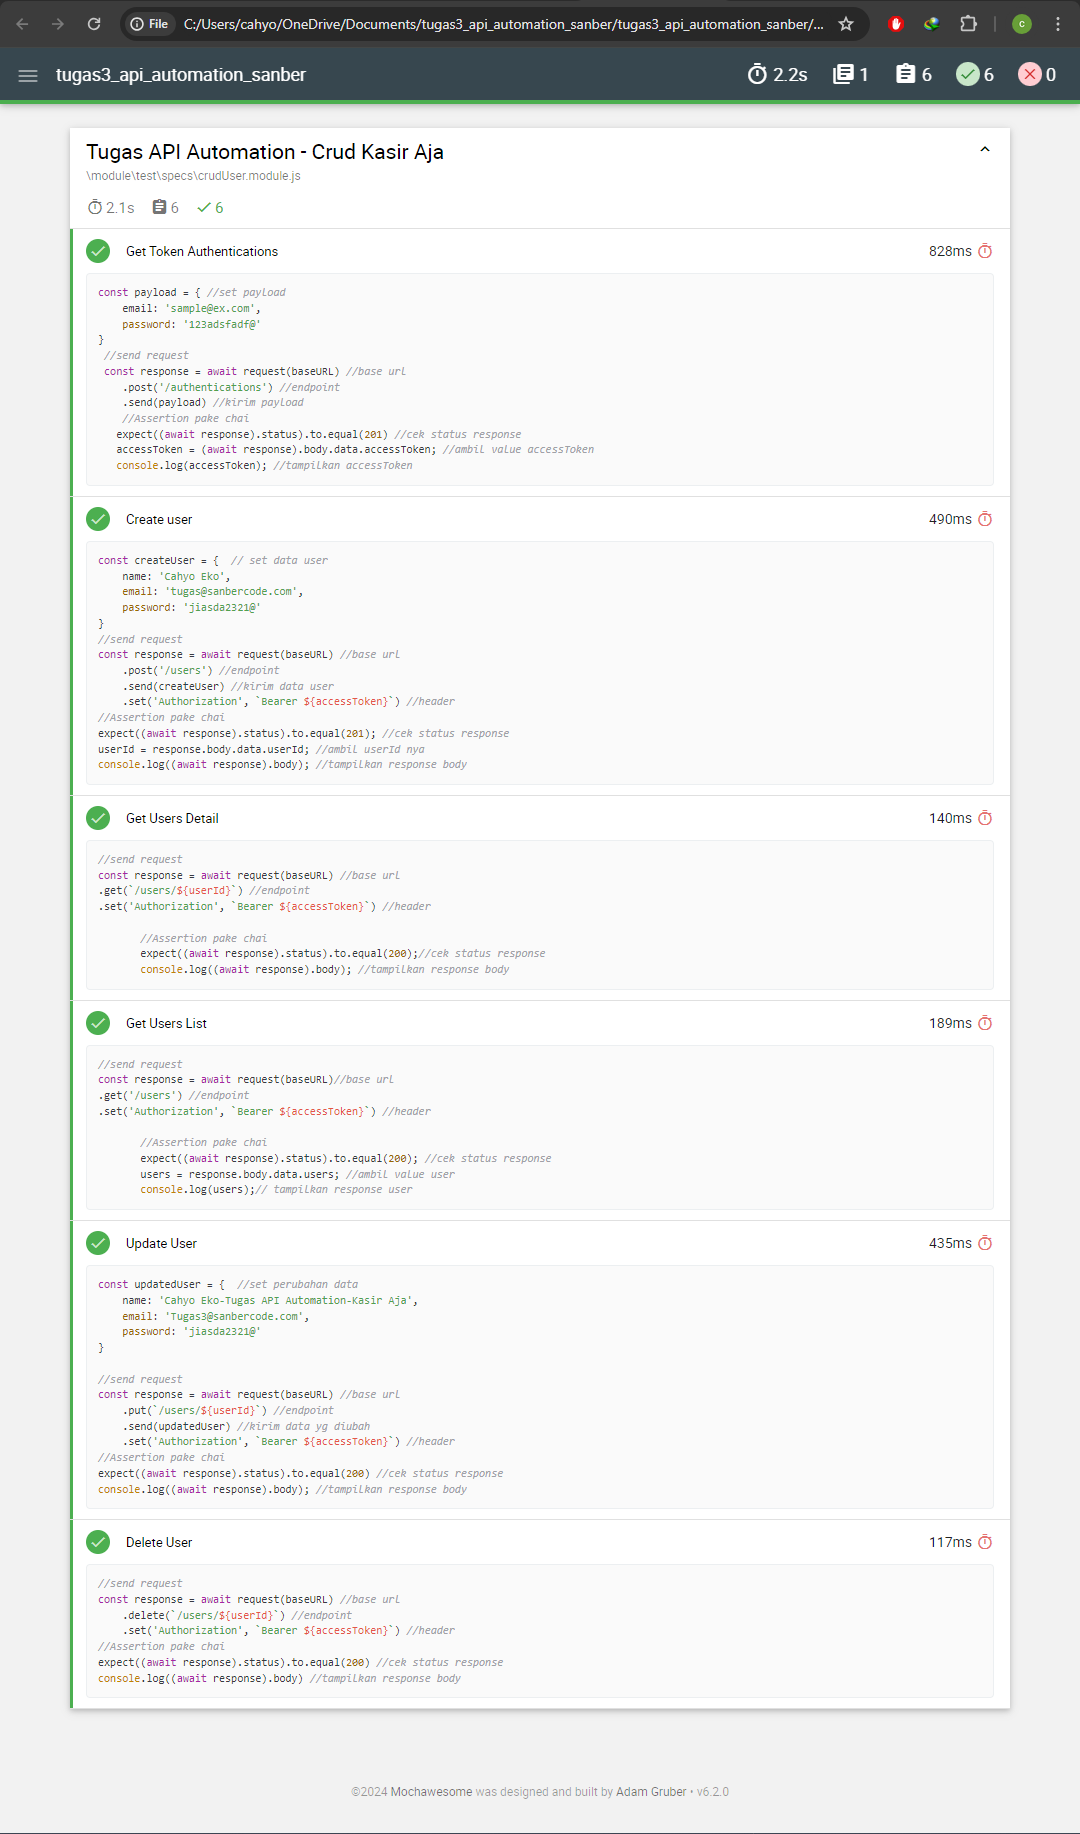 File C:/Users/cahyo/OneDrive/Documents/tugas3_api_automation_sanber/tugas3_api_automation_sanber/... c
tugas3_api_automation_sanber 2.2s 1 6 6 0
Tugas API Automation - Crud Kasir Aja
\module\test\specs\crudUser.module.js
2.1s 6 6
Get Token Authentications 828ms
const payload = { //set payload
    email: 'sample@ex.com',
    password: '123adsfadf@'
}
 //send request
 const response = await request(baseURL) //base url
    .post('/authentications') //endpoint
    .send(payload) //kirim payload
    //Assertion pake chai
   expect((await response).status).to.equal(201) //cek status response
   accessToken = (await response).body.data.accessToken; //ambil value accessToken
   console.log(accessToken); //tampilkan accessToken
Create user 490ms
const createUser = {  // set data user
    name: 'Cahyo Eko',
    email: 'tugas@sanbercode.com',
    password: 'jiasda2321@'
}
//send request
const response = await request(baseURL) //base url
    .post('/users') //endpoint
    .send(createUser) //kirim data user
    .set('Authorization', `Bearer ${accessToken}`) //header
//Assertion pake chai
expect((await response).status).to.equal(201); //cek status response
userId = response.body.data.userId; //ambil userId nya
console.log((await response).body); //tampilkan response body
Get Users Detail 140ms
//send request
const response = await request(baseURL) //base url
.get(`/users/${userId}`) //endpoint
.set('Authorization', `Bearer ${accessToken}`) //header
       //Assertion pake chai
       expect((await response).status).to.equal(200);//cek status response
       console.log((await response).body); //tampilkan response body
Get Users List 189ms
//send request
const response = await request(baseURL)//base url
.get('/users') //endpoint
.set('Authorization', `Bearer ${accessToken}`) //header
       //Assertion pake chai
       expect((await response).status).to.equal(200); //cek status response
       users = response.body.data.users; //ambil value user
       console.log(users);// tampilkan response user
Update User 435ms
const updatedUser = {  //set perubahan data
    name: 'Cahyo Eko-Tugas API Automation-Kasir Aja',
    email: 'Tugas3@sanbercode.com',
    password: 'jiasda2321@'
}
//send request
const response = await request(baseURL) //base url
    .put(`/users/${userId}`) //endpoint
    .send(updatedUser) //kirim data yg diubah
    .set('Authorization', `Bearer ${accessToken}`) //header
//Assertion pake chai
expect((await response).status).to.equal(200) //cek status response
console.log((await response).body); //tampilkan response body
Delete User 117ms
//send request
const response = await request(baseURL) //base url
    .delete(`/users/${userId}`) //endpoint
    .set('Authorization', `Bearer ${accessToken}`) //header
//Assertion pake chai
expect((await response).status).to.equal(200) //cek status response
console.log((await response).body) //tampilkan response body
©2024 Mochawesome was designed and built by Adam Gruber • v6.2.0